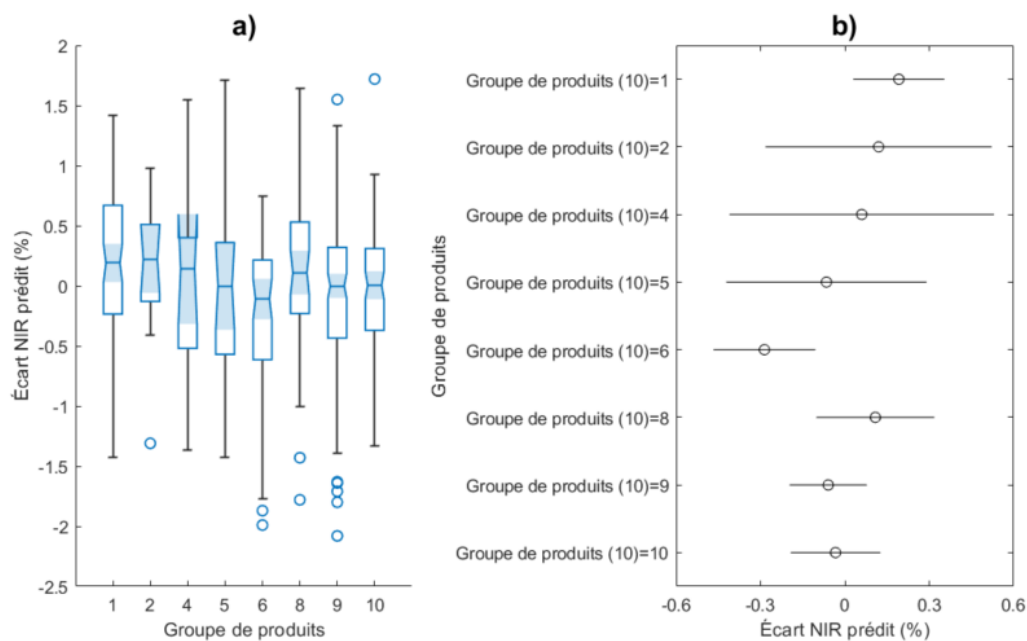 a)
2
1.5
1
0.5
0
-0.5
-1
-1.5
-2
-2.5
Écart NIR prédit (%)
1 2 4 5 6 8 9 10
Groupe de produits
b)
Groupe de produits (10)=1
Groupe de produits (10)=2
Groupe de produits (10)=4
Groupe de produits (10)=5
Groupe de produits (10)=6
Groupe de produits (10)=8
Groupe de produits (10)=9
Groupe de produits (10)=10
Groupe de produits
-0.6 -0.3 0 0.3 0.6
Écart NIR prédit (%)